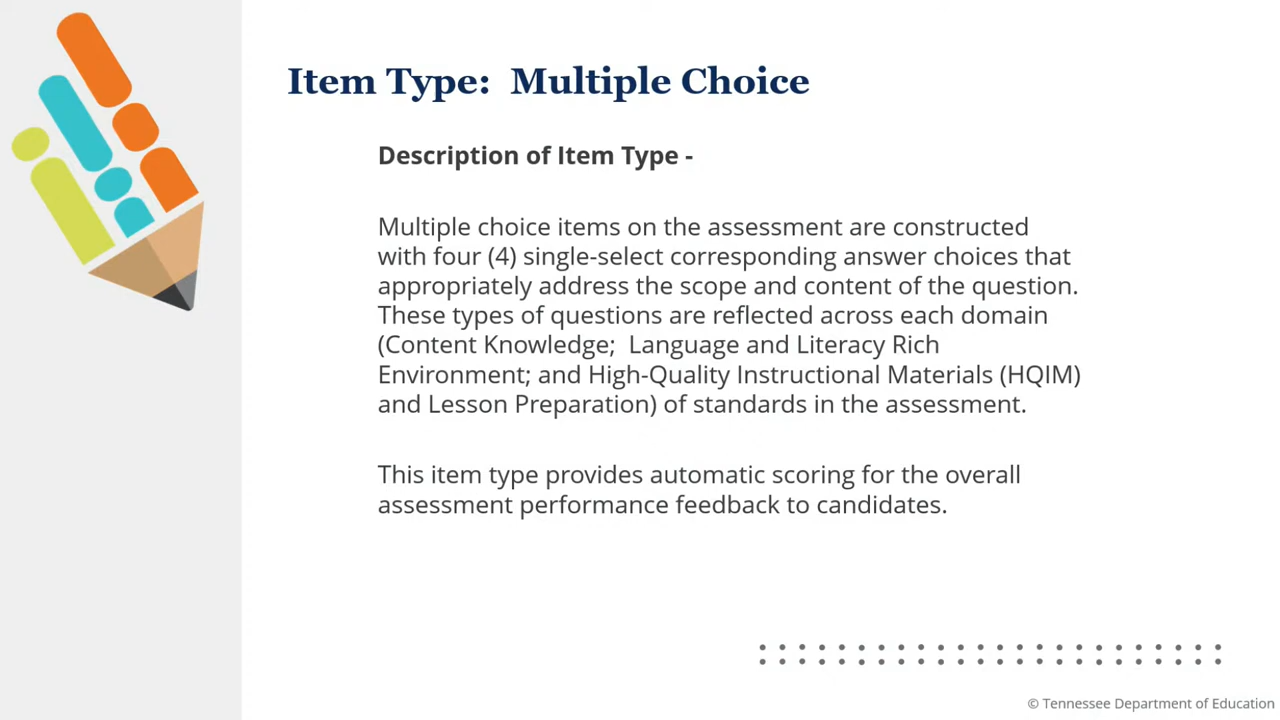 Item Type:  Multiple Choice
Description of Item Type -
Multiple choice items on the assessment are constructed
with four (4) single-select corresponding answer choices that
appropriately address the scope and content of the question.
These types of questions are reflected across each domain
(Content Knowledge;  Language and Literacy Rich
Environment; and High-Quality Instructional Materials (HQIM)
and Lesson Preparation) of standards in the assessment.
This item type provides automatic scoring for the overall
assessment performance feedback to candidates.
© Tennessee Department of Education